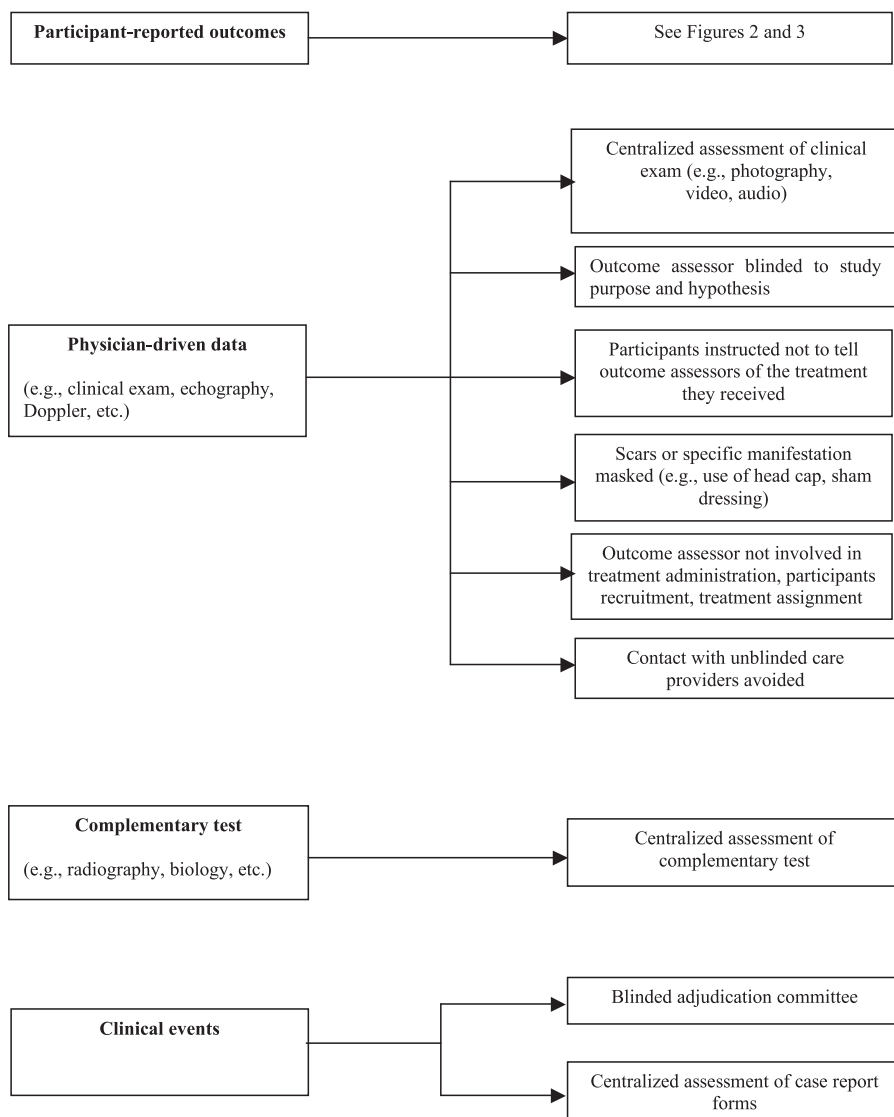 Participant-reported outcomes
See Figures 2 and 3
Centralized assessment of clinical
exam (e.g., photography,
video, audio)
Outcome assessor blinded to study
purpose and hypothesis
Physician-driven data
(e.g., clinical exam, echography,
Doppler, etc.)
Participants instructed not to tell
outcome assessors of the treatment
they received
Scars or specific manifestation
masked (e.g., use of head cap, sham
dressing)
Outcome assessor not involved in
treatment administration, participants
recruitment, treatment assignment
Contact with unblinded care
providers avoided
Complementary test
(e.g., radiography, biology, etc.)
Centralized assessment of
complementary test
Clinical events
Blinded adjudication committee
Centralized assessment of case report
forms